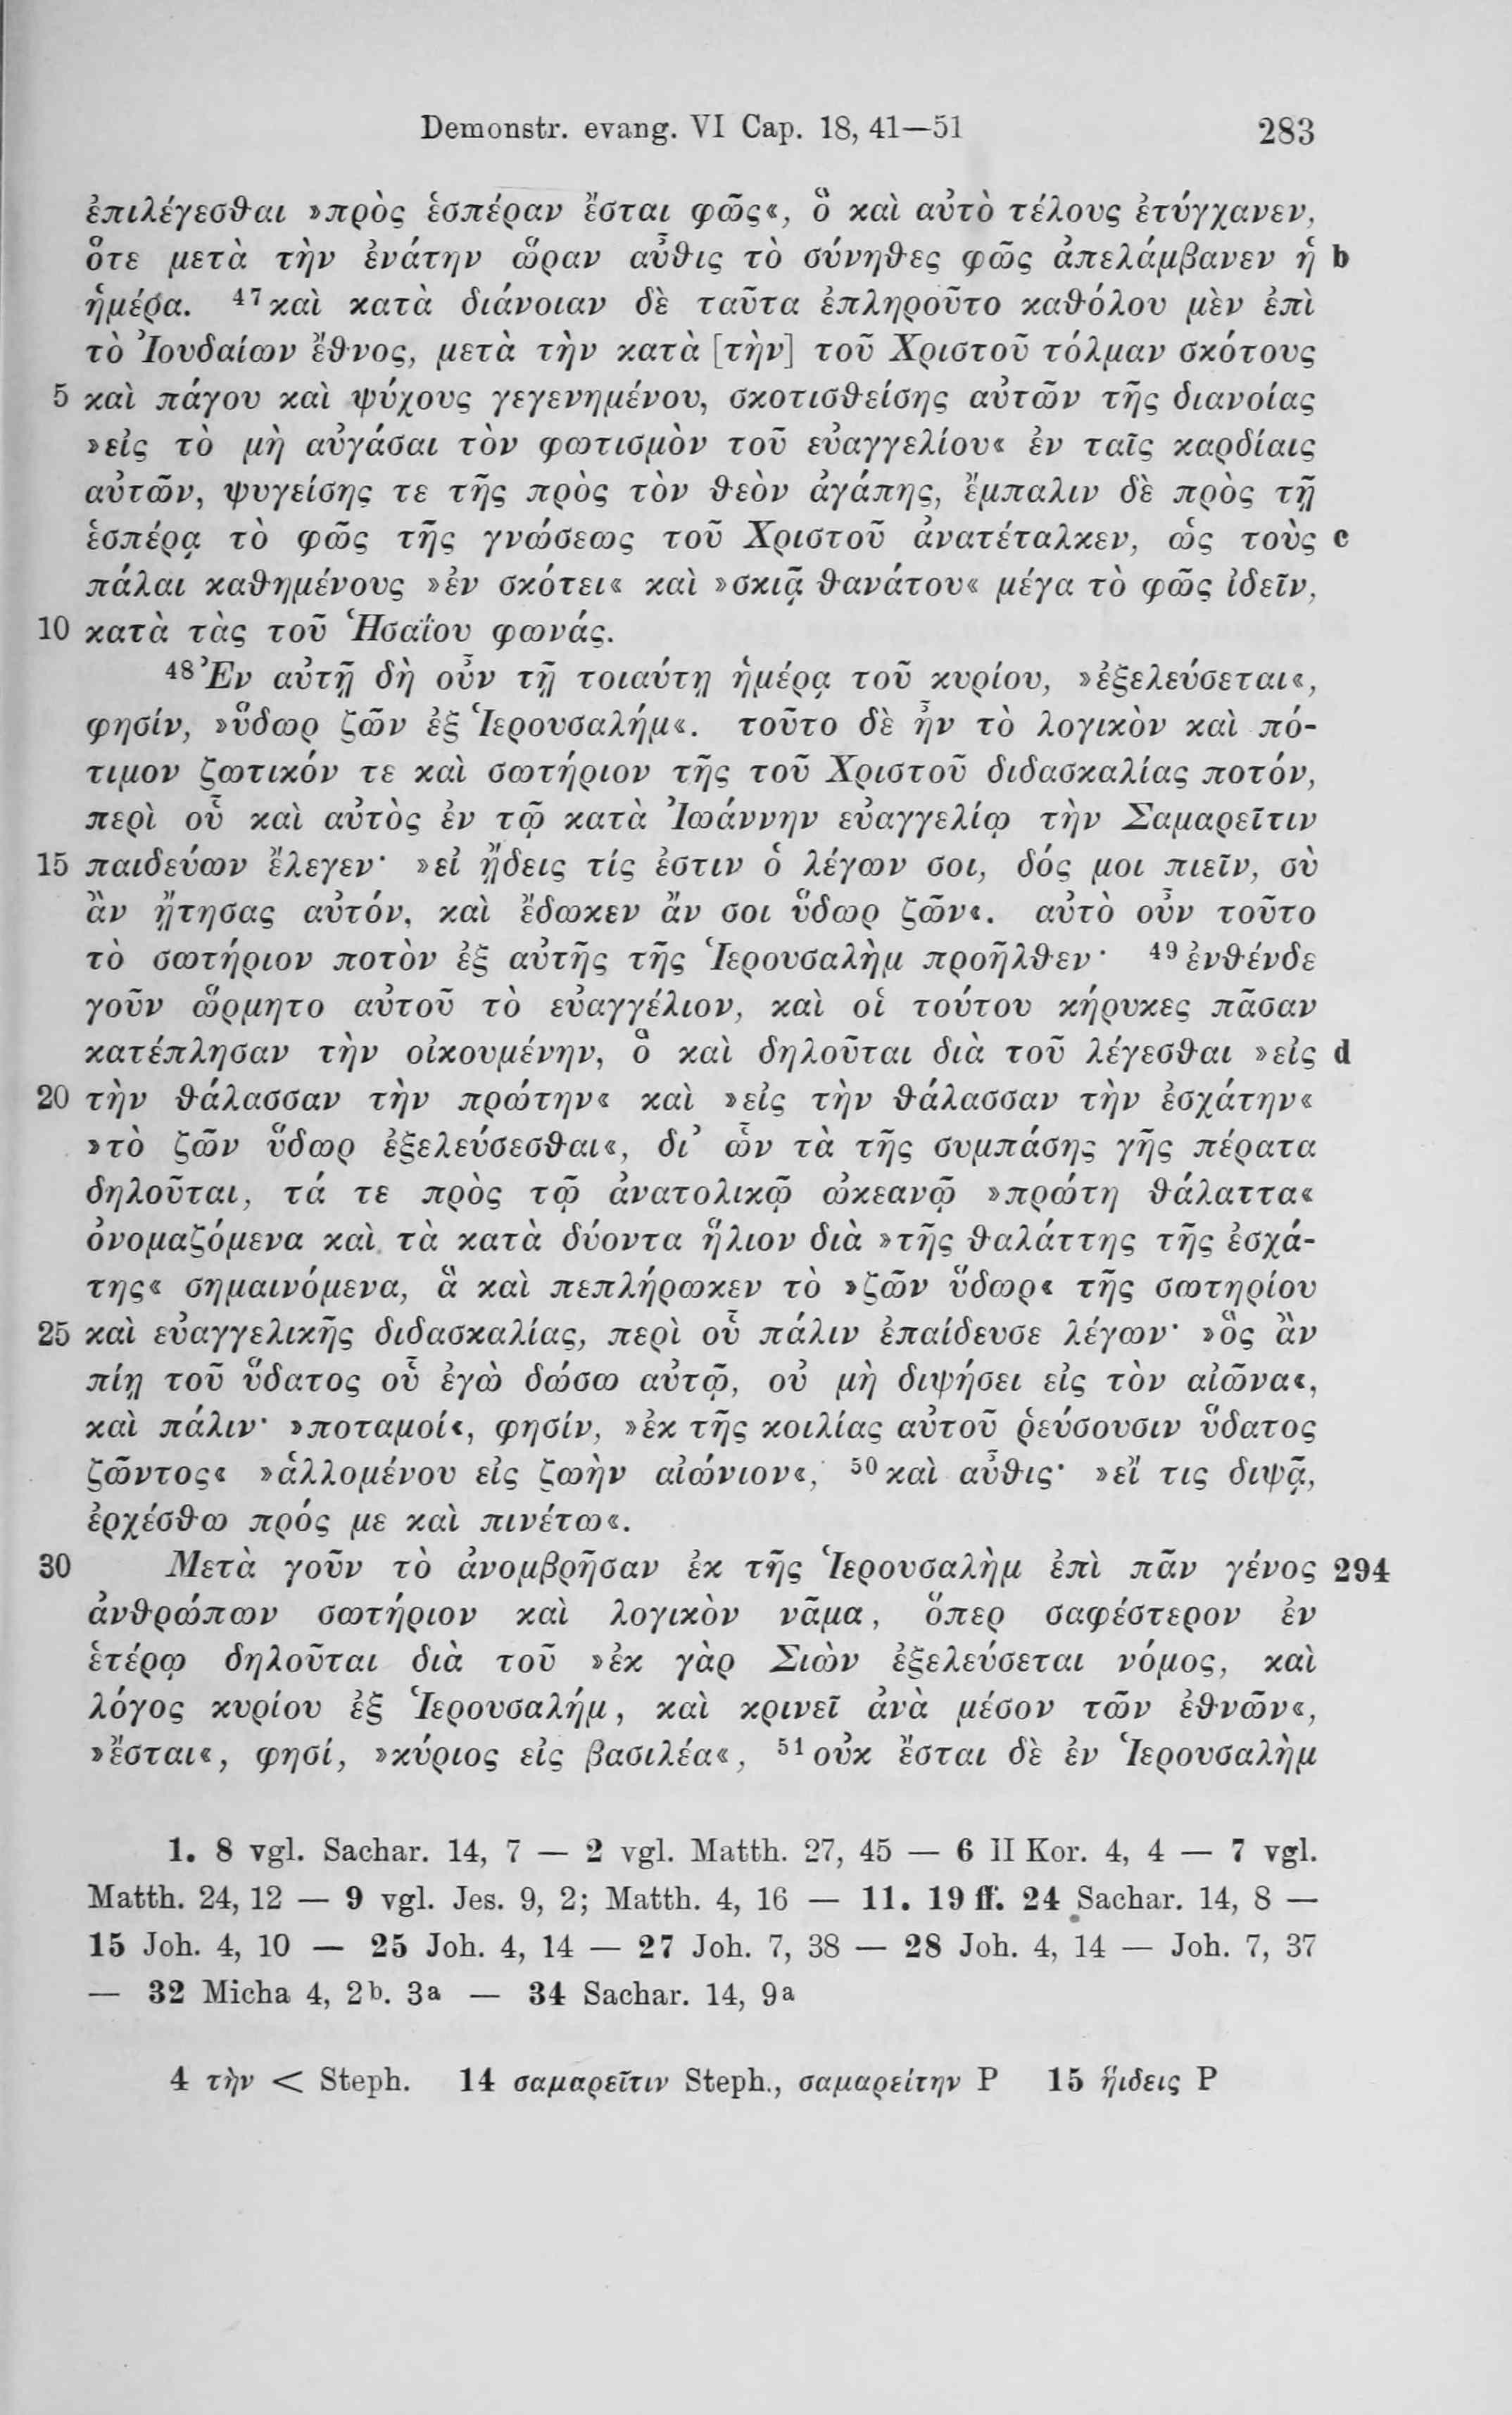 Demonstr. evang. VI Cap. 18, 41—51 283
ἐπιλέγεσθαι »πρὸς ἑσπέραν ἔσται φῶς«, ὃ καὶ αὐτὸ τέλους ἐτύγχανεν,
ὅτε μετὰ τὴν ἐνάτην ὥραν αὖθις τὸ σύνηθες φῶς ἀπελάμβανεν ἡ b
ἡμέρα. ⁴⁷καὶ κατὰ διάνοιαν δὲ ταῦτα ἐπληροῦτο καθόλου μὲν ἐπὶ
τὸ Ἰουδαίων ἔθνος, μετὰ τὴν κατὰ [τὴν] τοῦ Χριστοῦ τόλμαν σκότους
5 καὶ πάγου καὶ ψύχους γεγενημένου, σκοτισθείσης αὐτῶν τῆς διανοίας
»εἰς τὸ μὴ αὐγάσαι τὸν φωτισμὸν τοῦ εὐαγγελίου« ἐν ταῖς καρδίαις
αὐτῶν, ψυγείσης τε τῆς πρὸς τὸν θεὸν ἀγάπης, ἔμπαλιν δὲ πρὸς τῇ
ἑσπέρᾳ τὸ φῶς τῆς γνώσεως τοῦ Χριστοῦ ἀνατέταλκεν, ὡς τοὺς c
πάλαι καθημένους »ἐν σκότει« καὶ »σκιᾷ θανάτου« μέγα τὸ φῶς ἰδεῖν,
10 κατὰ τὰς τοῦ Ἡσαΐου φωνάς.
⁴⁸Ἐν αὐτῇ δὴ οὖν τῇ τοιαύτῃ ἡμέρᾳ τοῦ κυρίου, »ἐξελεύσεται«,
φησίν, »ὕδωρ ζῶν ἐξ Ἱερουσαλήμ«. τοῦτο δὲ ἦν τὸ λογικὸν καὶ πό-
τιμον ζωτικόν τε καὶ σωτήριον τῆς τοῦ Χριστοῦ διδασκαλίας ποτόν,
περὶ οὗ καὶ αὐτὸς ἐν τῷ κατὰ Ἰωάννην εὐαγγελίῳ τὴν Σαμαρεῖτιν
15 παιδεύων ἔλεγεν· »εἰ ᾔδεις τίς ἐστιν ὁ λέγων σοι, δός μοι πιεῖν, σὺ
ἂν ᾔτησας αὐτόν, καὶ ἔδωκεν ἄν σοι ὕδωρ ζῶν«. αὐτὸ οὖν τοῦτο
τὸ σωτήριον ποτὸν ἐξ αὐτῆς τῆς Ἱερουσαλὴμ προῆλθεν· ⁴⁹ἐνθένδε
γοῦν ὥρμητο αὐτοῦ τὸ εὐαγγέλιον, καὶ οἱ τούτου κήρυκες πᾶσαν
κατέπλησαν τὴν οἰκουμένην, ὃ καὶ δηλοῦται διὰ τοῦ λέγεσθαι »εἰς d
20 τὴν θάλασσαν τὴν πρώτην« καὶ »εἰς τὴν θάλασσαν τὴν ἐσχάτην«
»τὸ ζῶν ὕδωρ ἐξελεύσεσθαι«, δι’ ὧν τὰ τῆς συμπάσης γῆς πέρατα
δηλοῦται, τά τε πρὸς τῷ ἀνατολικῷ ὠκεανῷ »πρώτη θάλαττα«
ὀνομαζόμενα καὶ τὰ κατὰ δύοντα ἥλιον διὰ »τῆς θαλάττης τῆς ἐσχά-
της« σημαινόμενα, ἃ καὶ πεπλήρωκεν τὸ »ζῶν ὕδωρ« τῆς σωτηρίου
25 καὶ εὐαγγελικῆς διδασκαλίας, περὶ οὗ πάλιν ἐπαίδευσε λέγων· »ὃς ἂν
πίῃ τοῦ ὕδατος οὗ ἐγὼ δώσω αὐτῷ, οὐ μὴ διψήσει εἰς τὸν αἰῶνα«,
καὶ πάλιν· »ποταμοί«, φησίν, »ἐκ τῆς κοιλίας αὐτοῦ ῥεύσουσιν ὕδατος
ζῶντος« »ἁλλομένου εἰς ζωὴν αἰώνιον«, ⁵⁰καὶ αὖθις· »εἴ τις διψᾷ,
ἐρχέσθω πρός με καὶ πινέτω«.
30 Μετὰ γοῦν τὸ ἀνομβρῆσαν ἐκ τῆς Ἱερουσαλὴμ ἐπὶ πᾶν γένος 294
ἀνθρώπων σωτήριον καὶ λογικὸν νᾶμα, ὅπερ σαφέστερον ἐν
ἑτέρῳ δηλοῦται διὰ τοῦ »ἐκ γὰρ Σιὼν ἐξελεύσεται νόμος, καὶ
λόγος κυρίου ἐξ Ἱερουσαλήμ, καὶ κρινεῖ ἀνὰ μέσον τῶν ἐθνῶν«,
»ἔσται«, φησί, »κύριος εἰς βασιλέα«, ⁵¹οὐκ ἔσται δὲ ἐν Ἱερουσαλὴμ
1. 8 vgl. Sachar. 14, 7 — 2 vgl. Matth. 27, 45 — 6 II Kor. 4, 4 — 7 vgl.
Matth. 24, 12 — 9 vgl. Jes. 9, 2; Matth. 4, 16 — 11. 19 ff. 24 Sachar. 14, 8 —
15 Joh. 4, 10 — 25 Joh. 4, 14 — 27 Joh. 7, 38 — 28 Joh. 4, 14 — Joh. 7, 37
— 32 Micha 4, 2b. 3a — 34 Sachar. 14, 9a
4 τὴν < Steph. 14 σαμαρεῖτιν Steph., σαμαρείτην P 15 ἤιδεις P